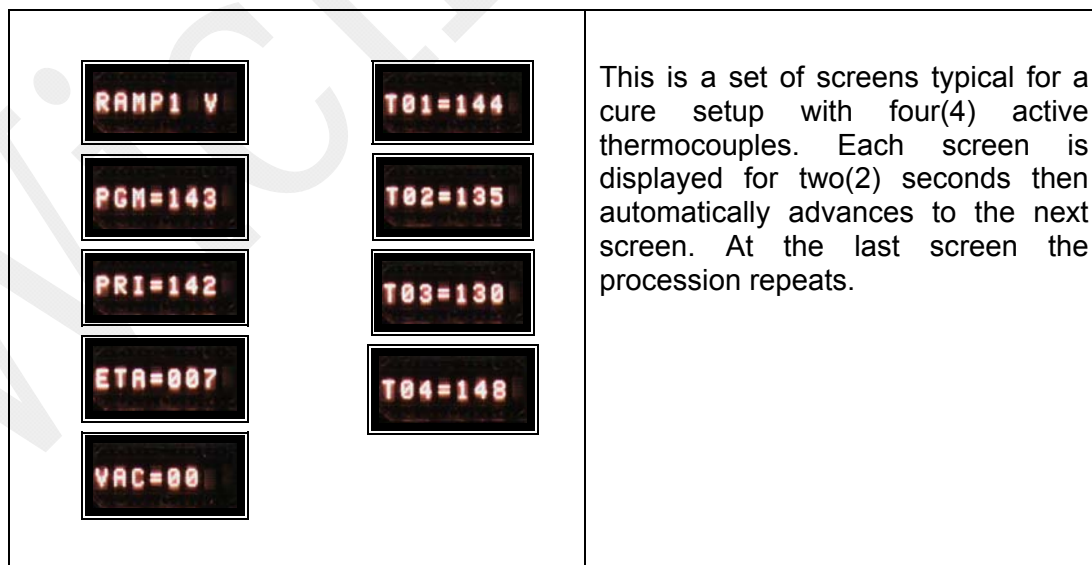 RAMP1 V
PGM=143
PRI=142
ETA=007
VAC=00
T01=144
T02=135
T03=130
T04=148
This is a set of screens typical for a
cure setup with four(4) active
thermocouples. Each screen is
displayed for two(2) seconds then
automatically advances to the next
screen. At the last screen the
procession repeats.